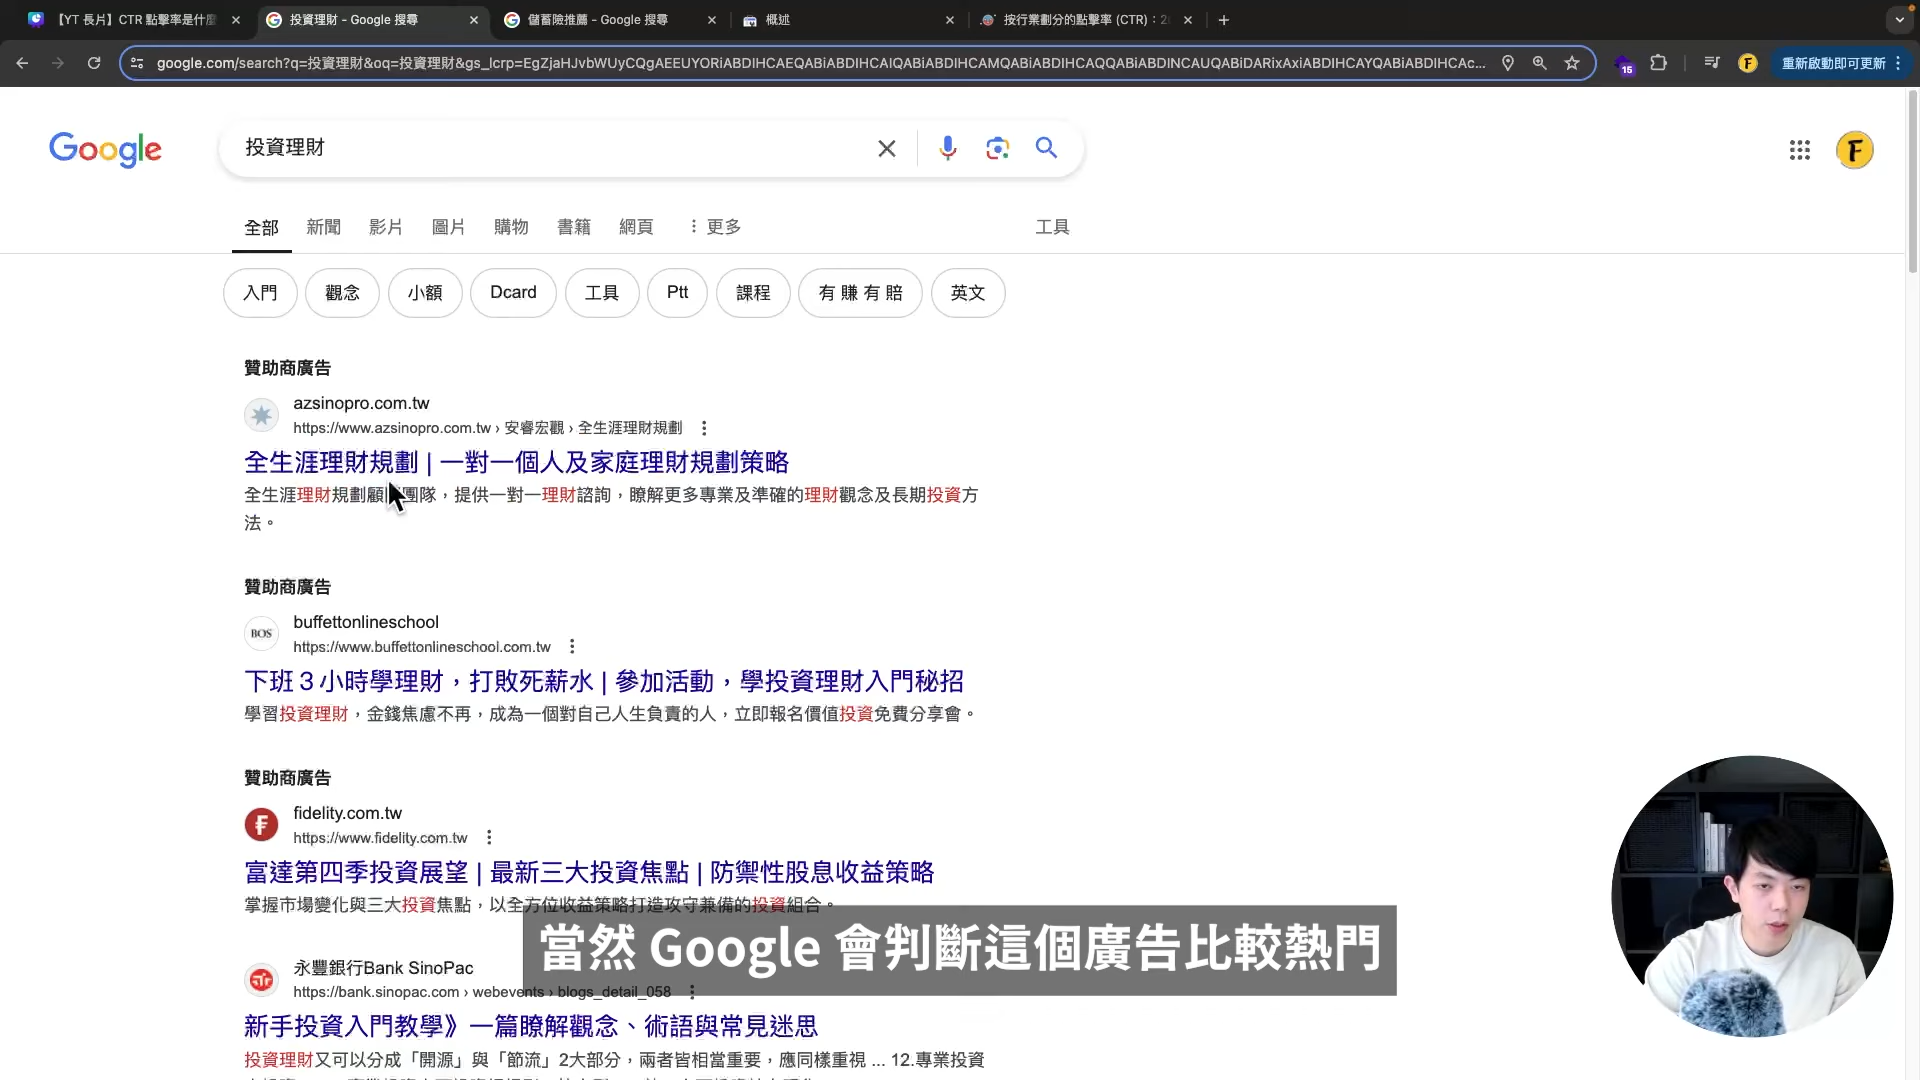 【YT 長片】CTR 點擊率是什麼
投資理財 - Google 搜尋
儲蓄險推薦 - Google 搜尋
概述
按行業劃分的點擊率 (CTR)：2
google.com/search?q=投資理財&oq=投資理財&gs_lcrp=EgZjaHJvbWUyCQgAEEUYORiABDIHCAEQABiABDIHCAIQABiABDIHCAMQABiABDIHCAQQABiABDINCAUQABiDARixAxiABDIHCAYQABiABDIHCAc...
15
F
重新啟動即可更新
Google
投資理財
F
全部
新聞
影片
圖片
購物
書籍
網頁
更多
工具
入門
觀念
小額
Dcard
工具
Ptt
課程
有 賺 有 賠
英文
贊助商廣告
azsinopro.com.tw
https://www.azsinopro.com.tw › 安睿宏觀 › 全生涯理財規劃
全生涯理財規劃 | 一對一個人及家庭理財規劃策略
全生涯理財規劃顧問團隊，提供一對一理財諮詢，瞭解更多專業及準確的理財觀念及長期投資方
法。
贊助商廣告
BOS
buffettonlineschool
https://www.buffettonlineschool.com.tw
下班３小時學理財，打敗死薪水 | 參加活動，學投資理財入門秘招
學習投資理財，金錢焦慮不再，成為一個對自己人生負責的人，立即報名價值投資免費分享會。
贊助商廣告
fidelity.com.tw
https://www.fidelity.com.tw
富達第四季投資展望 | 最新三大投資焦點 | 防禦性股息收益策略
掌握市場變化與三大投資焦點，以全方位收益策略打造攻守兼備的投資組合。
當然 Google 會判斷這個廣告比較熱門
永豐銀行Bank SinoPac
https://bank.sinopac.com › webevents › blogs_detail_058
新手投資入門教學》一篇瞭解觀念、術語與常見迷思
投資理財又可以分成「開源」與「節流」2大部分，兩者皆相當重要，應同樣重視 ... 12.專業投資